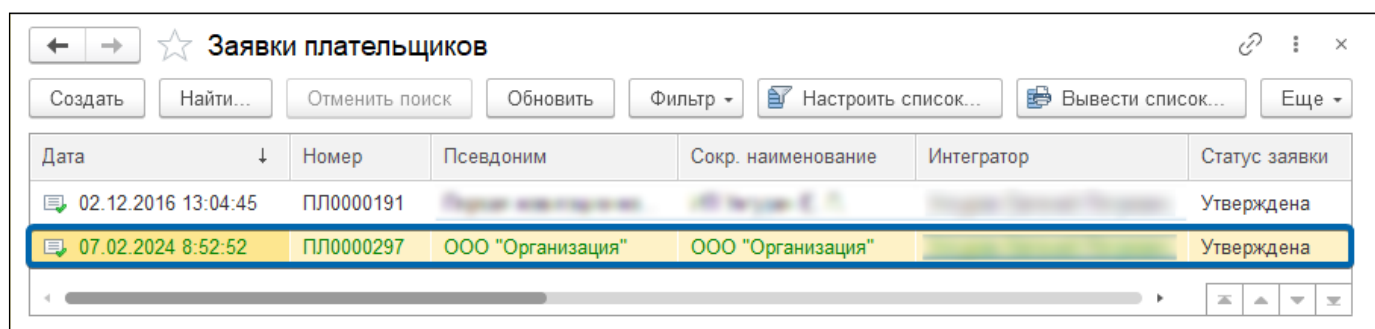 Заявки плательщиков
Создать Найти... Отменить поиск Обновить Фильтр Настроить список... Вывести список... Еще
Дата Номер Псевдоним Сокр. наименование Интегратор Статус заявки
02.12.2016 13:04:45 ПЛ0000191 Утверждена
07.02.2024 8:52:52 ПЛ0000297 ООО "Организация" ООО "Организация" Утверждена